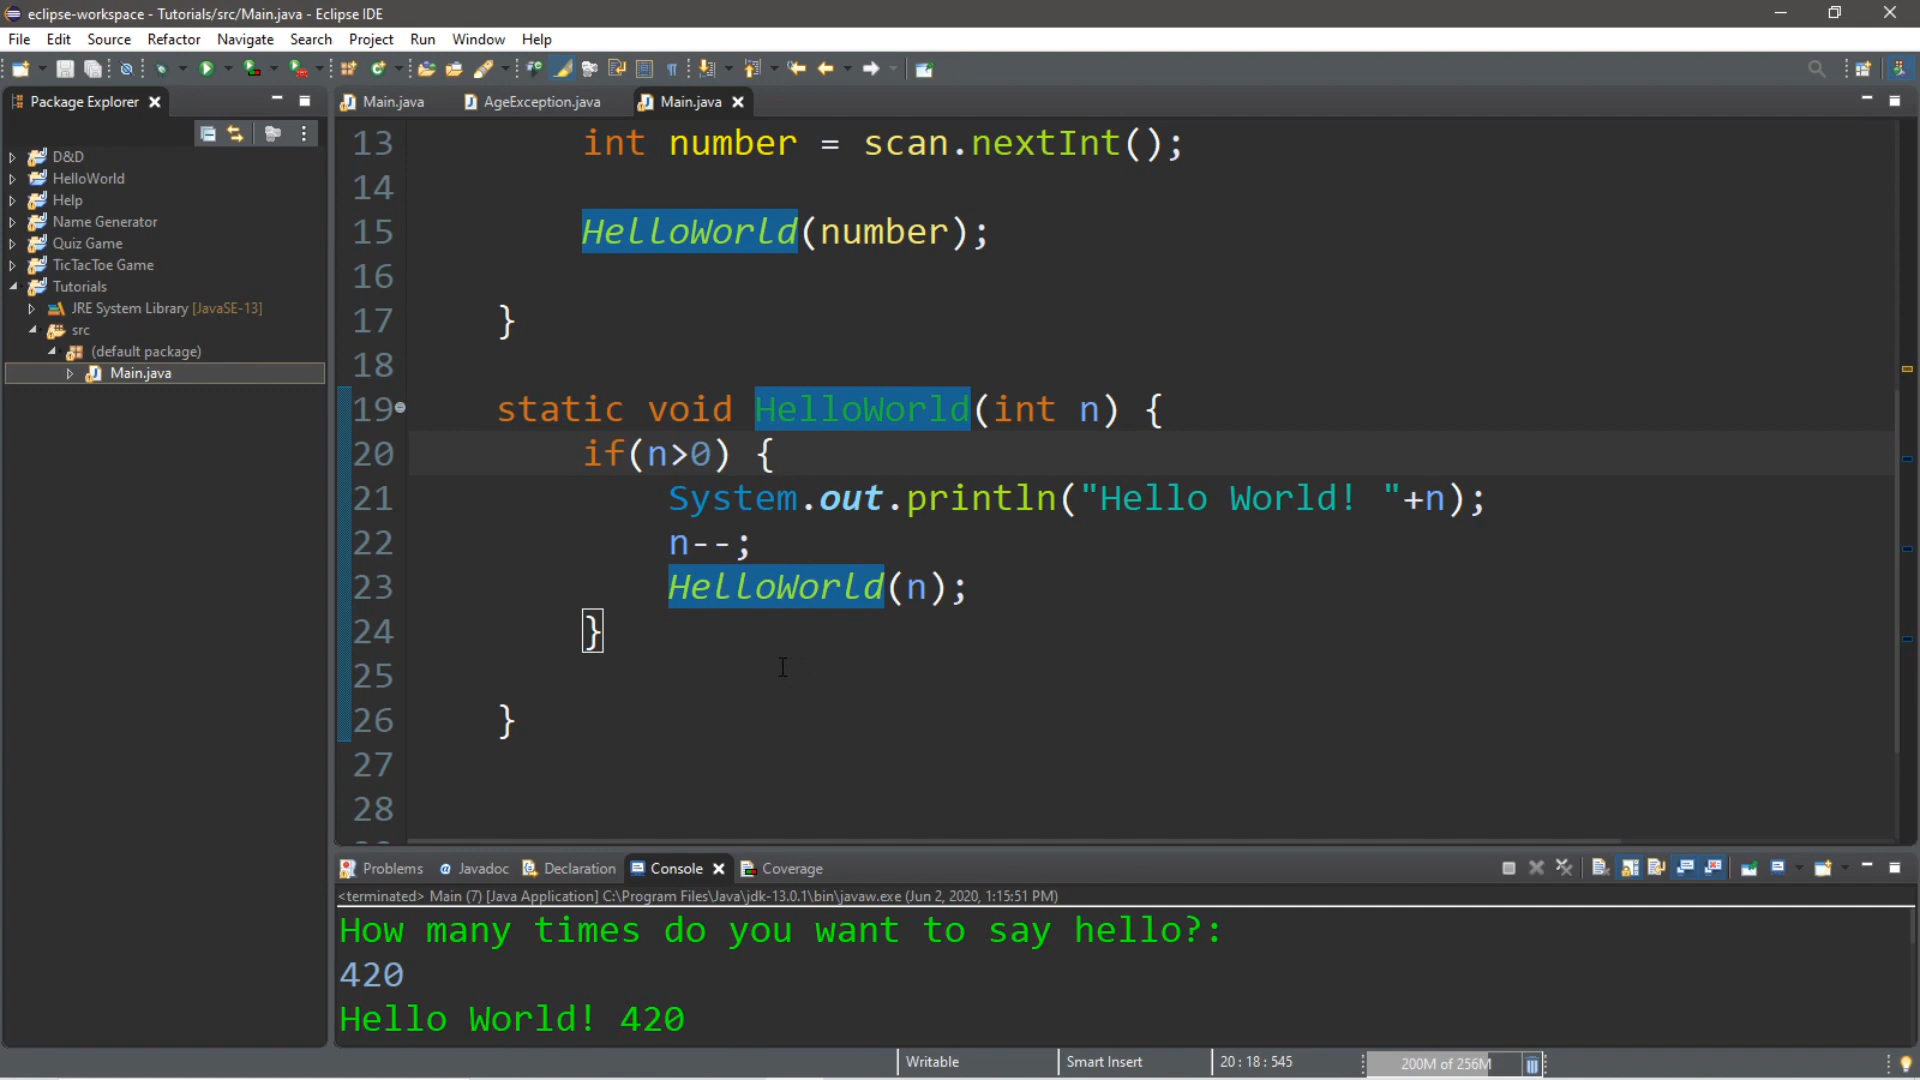 eclipse-workspace - Tutorials/src/Main.java - Eclipse IDE
File Edit Source Refactor Navigate Search Project Run Window Help
Package Explorer
Main.java AgeException.java Main.java
D&D
HelloWorld
Help
Name Generator
Quiz Game
TicTacToe Game
Tutorials
JRE System Library [JavaSE-13]
src
(default package)
Main.java
13 int number = scan.nextInt();
14
15 HelloWorld(number);
16
17 }
18
19 static void HelloWorld(int n) {
20 if(n>0) {
21 System.out.println("Hello World! "+n);
22 n--;
23 HelloWorld(n);
24 }
25
26 }
27
28
Problems Javadoc Declaration Console Coverage
<terminated> Main (7) [Java Application] C:\Program Files\Java\jdk-13.0.1\bin\javaw.exe (Jun 2, 2020, 1:15:51 PM)
How many times do you want to say hello?:
420
Hello World! 420
Writable Smart Insert 20 : 18 : 545 200M of 256M